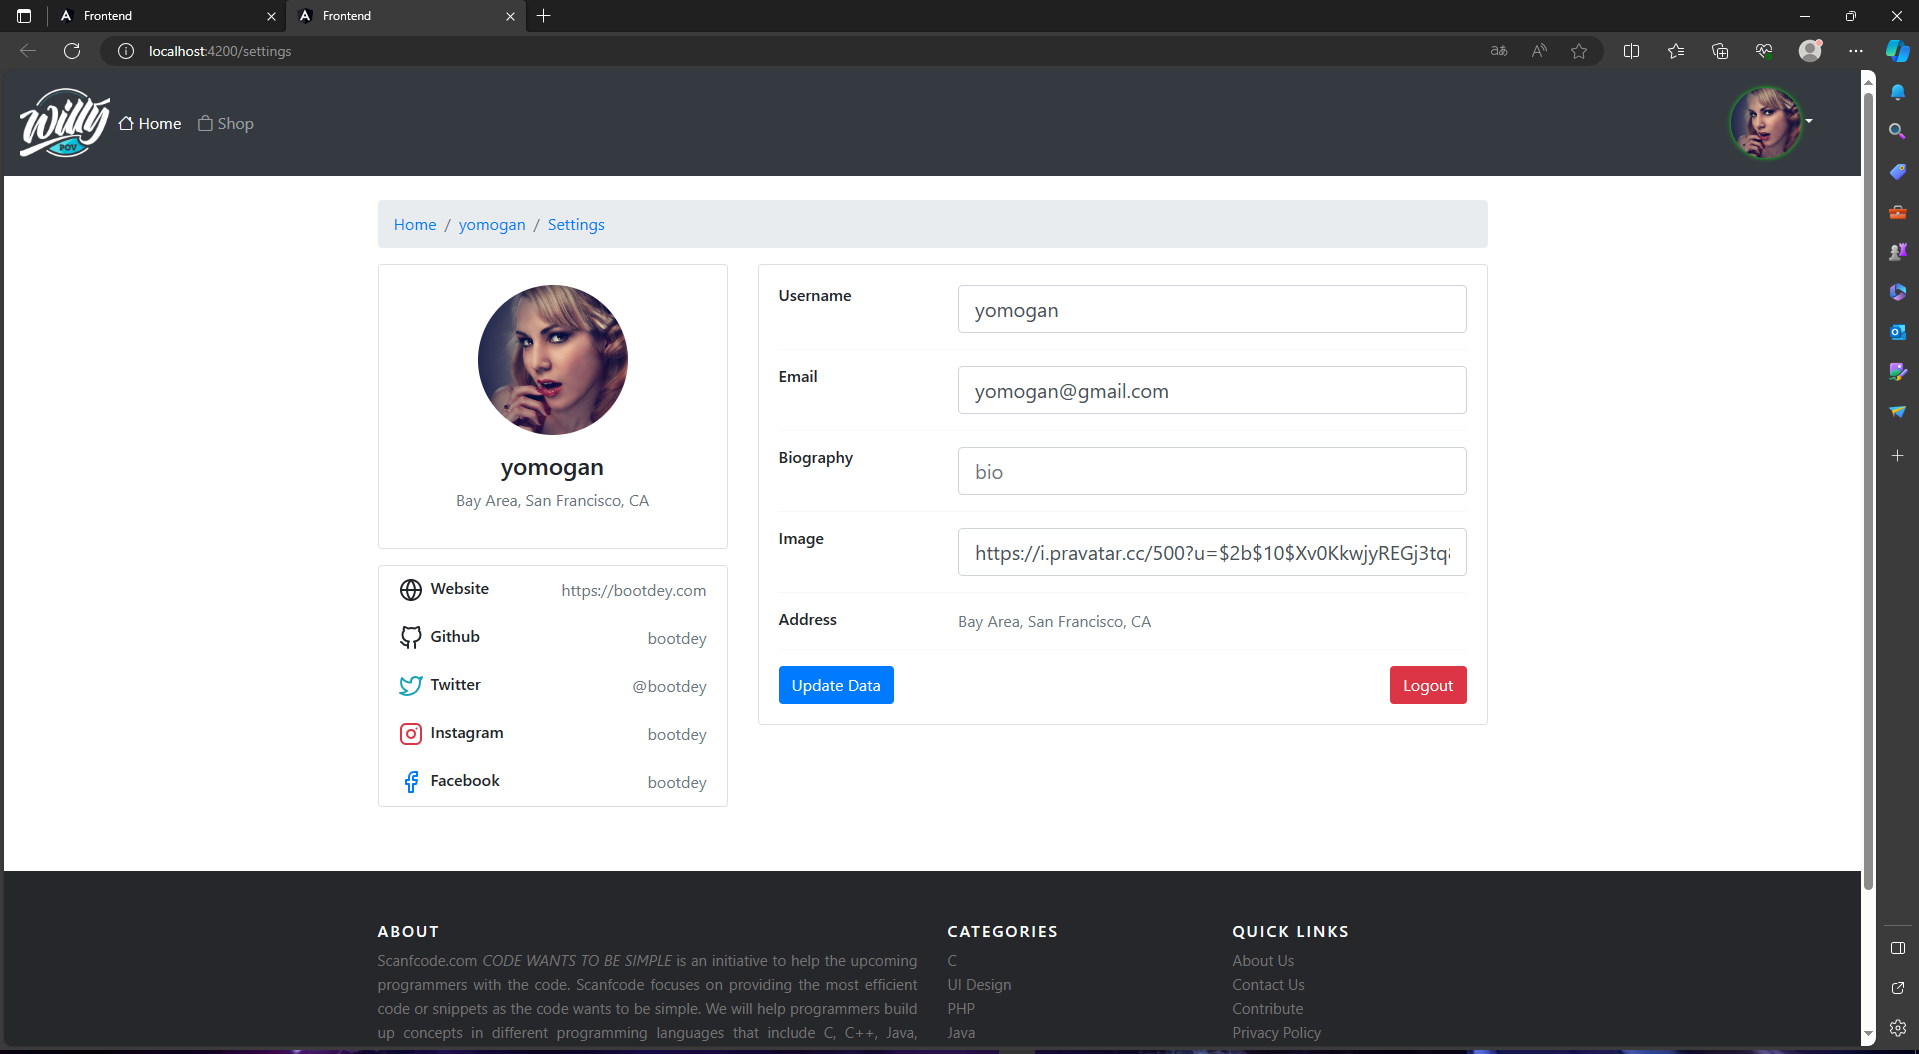 Frontend
Frontend
localhost:4200/settings
Willy
POV
Home
Shop
Home / yomogan / Settings
yomogan
Bay Area, San Francisco, CA
Website https://bootdey.com
Github bootdey
Twitter @bootdey
Instagram bootdey
Facebook bootdey
Username yomogan
Email yomogan@gmail.com
Biography bio
Image https://i.pravatar.cc/500?u=$2b$10$Xv0KkwjyREGj3tq
Address Bay Area, San Francisco, CA
Update Data
Logout
ABOUT
Scanfcode.com CODE WANTS TO BE SIMPLE is an initiative to help the upcoming
programmers with the code. Scanfcode focuses on providing the most efficient
code or snippets as the code wants to be simple. We will help programmers build
up concepts in different programming languages that include C, C++, Java,
CATEGORIES
C
UI Design
PHP
Java
QUICK LINKS
About Us
Contact Us
Contribute
Privacy Policy